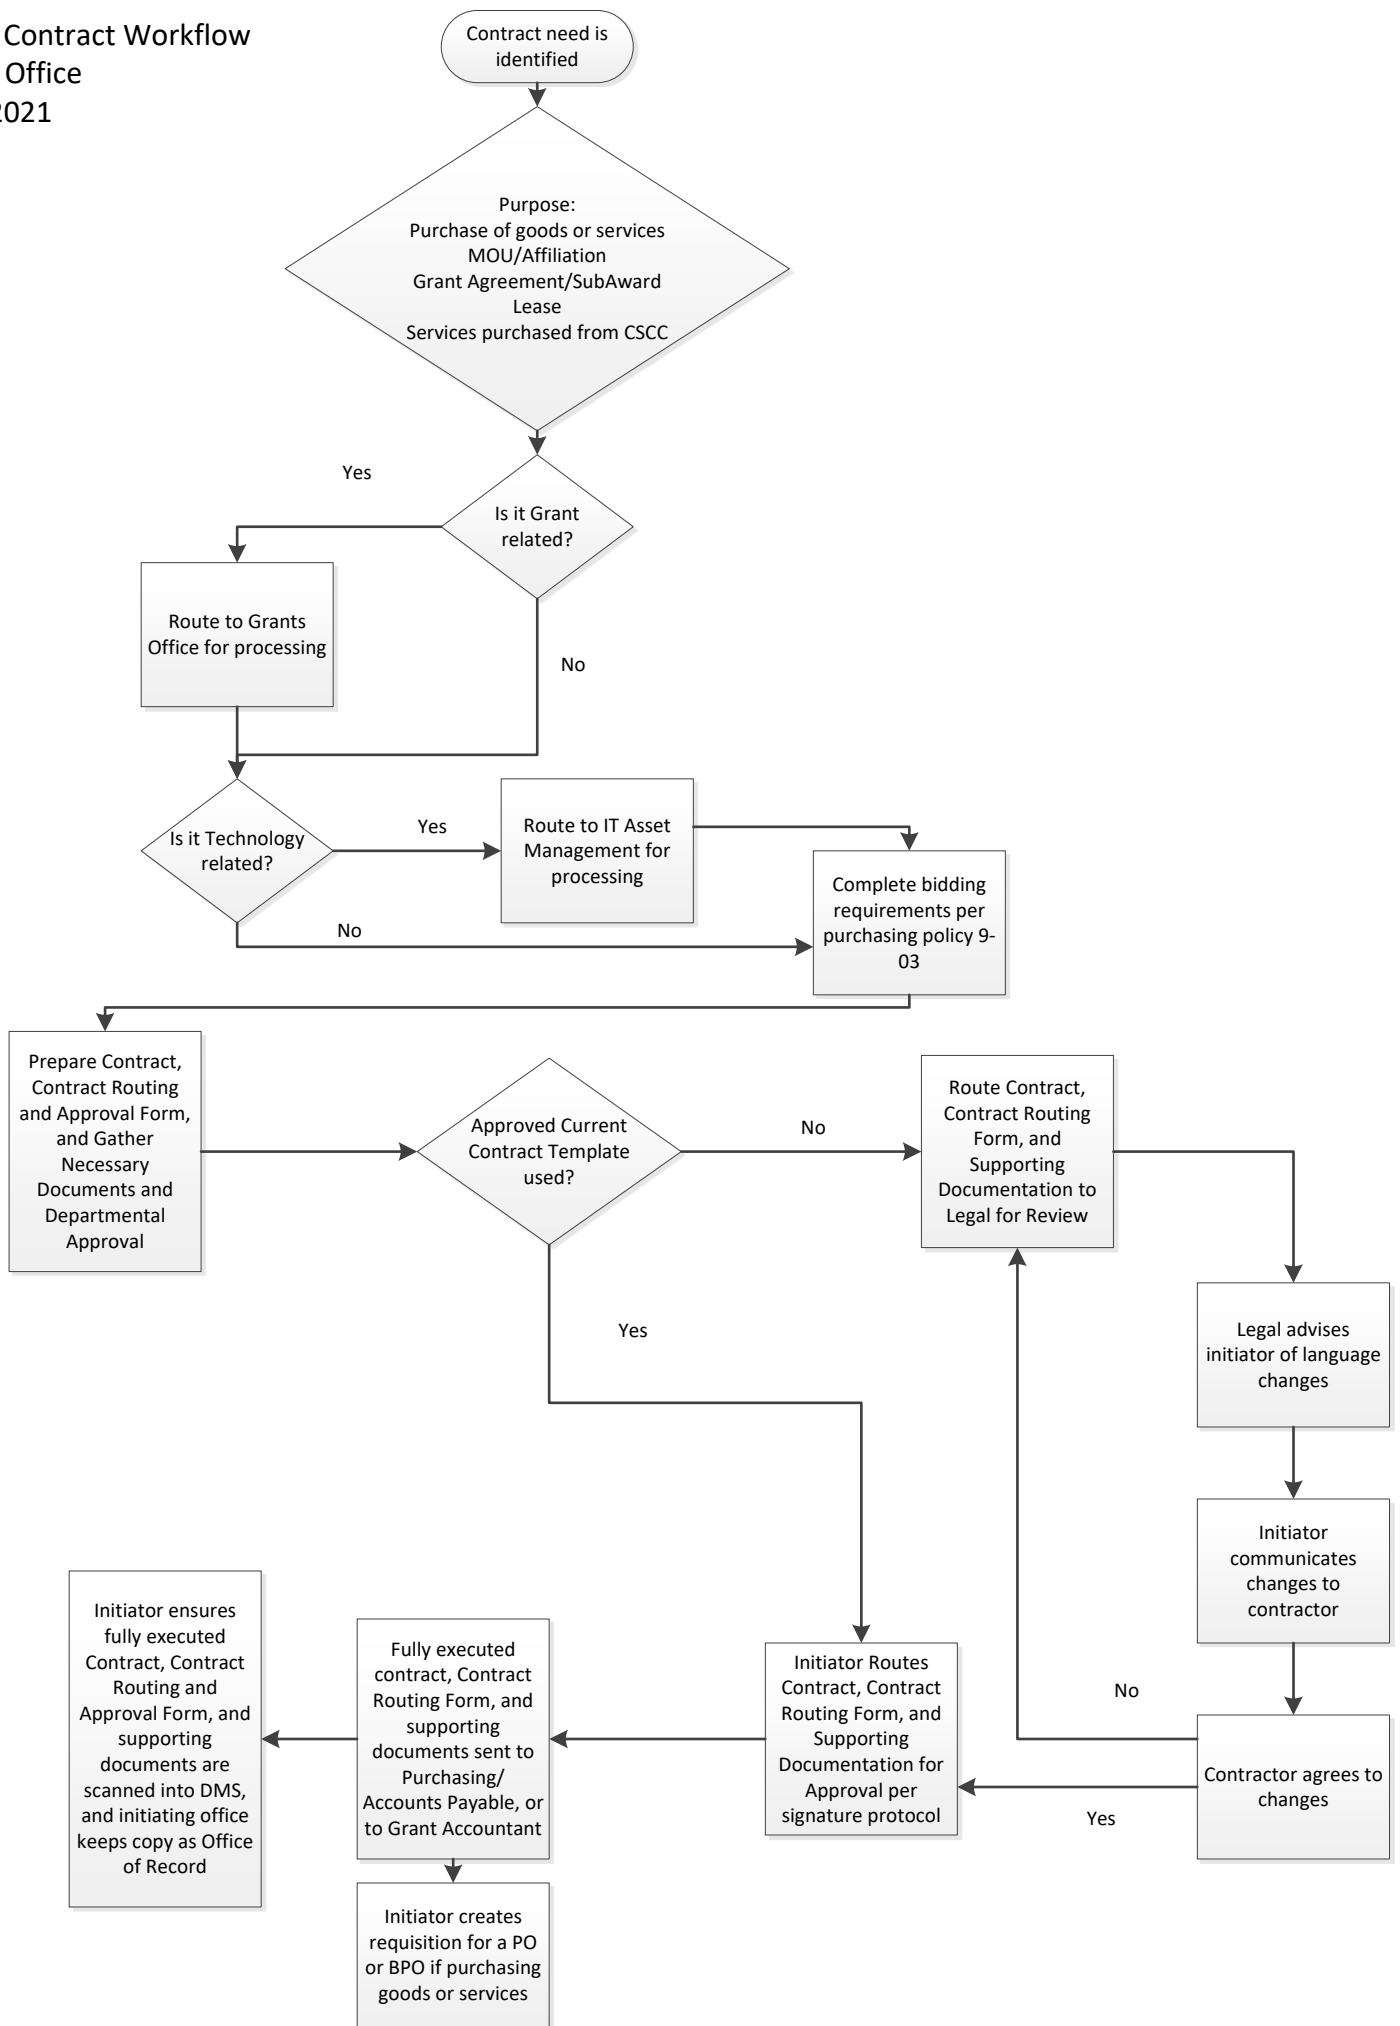 Contract Workflow
Office
2021
Contract need is
identified
Purpose:
Purchase of goods or services
MOU/Affiliation
Grant Agreement/SubAward
Lease
Services purchased from CSCC
Yes
Is it Grant
related?
Route to Grants
Office for processing
No
Is it Technology
related?
Yes
Route to IT Asset
Management for
processing
No
Complete bidding
requirements per
purchasing policy 9-
03
Prepare Contract,
Contract Routing
and Approval Form,
and Gather
Necessary
Documents and
Departmental
Approval
Approved Current
Contract Template
used?
No
Route Contract,
Contract Routing
Form, and
Supporting
Documentation to
Legal for Review
Yes
Legal advises
initiator of language
changes
Initiator
communicates
changes to
contractor
No
Contractor agrees to
changes
Yes
Initiator Routes
Contract, Contract
Routing Form, and
Supporting
Documentation for
Approval per
signature protocol
Fully executed
contract, Contract
Routing Form, and
supporting
documents sent to
Purchasing/
Accounts Payable, or
to Grant Accountant
Initiator ensures
fully executed
Contract, Contract
Routing and
Approval Form, and
supporting
documents are
scanned into DMS,
and initiating office
keeps copy as Office
of Record
Initiator creates
requisition for a PO
or BPO if purchasing
goods or services